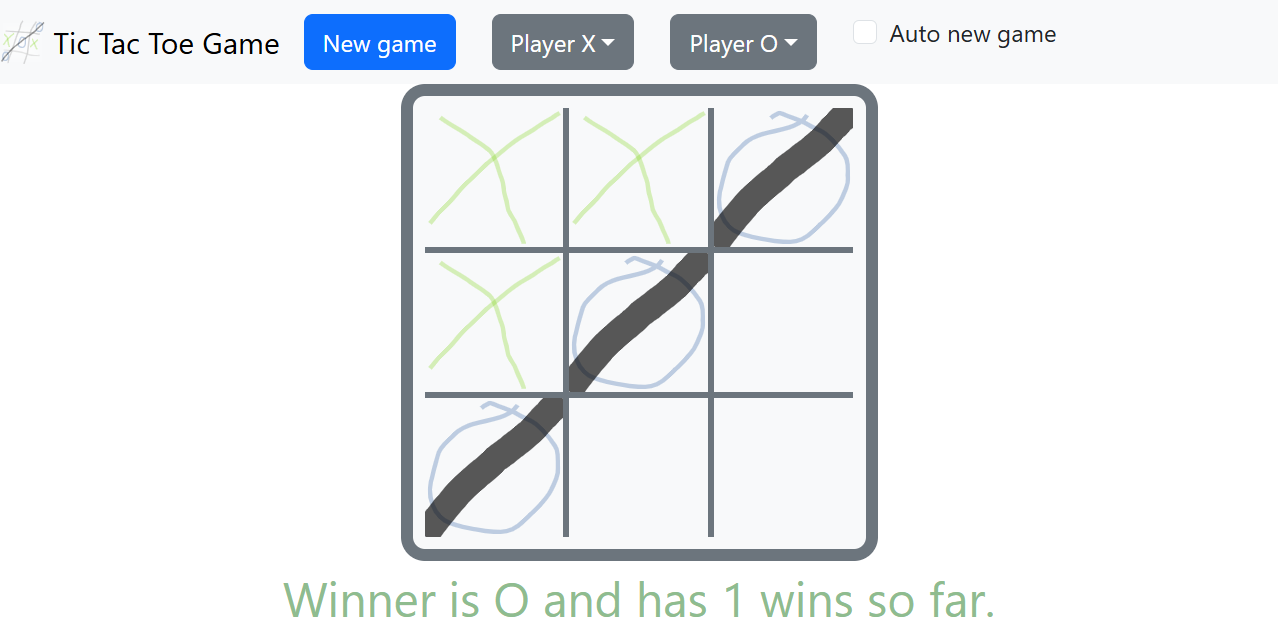 Tic Tac Toe Game New game Player X Player O Auto new game
X X O
X O
O
Winner is O and has 1 wins so far.